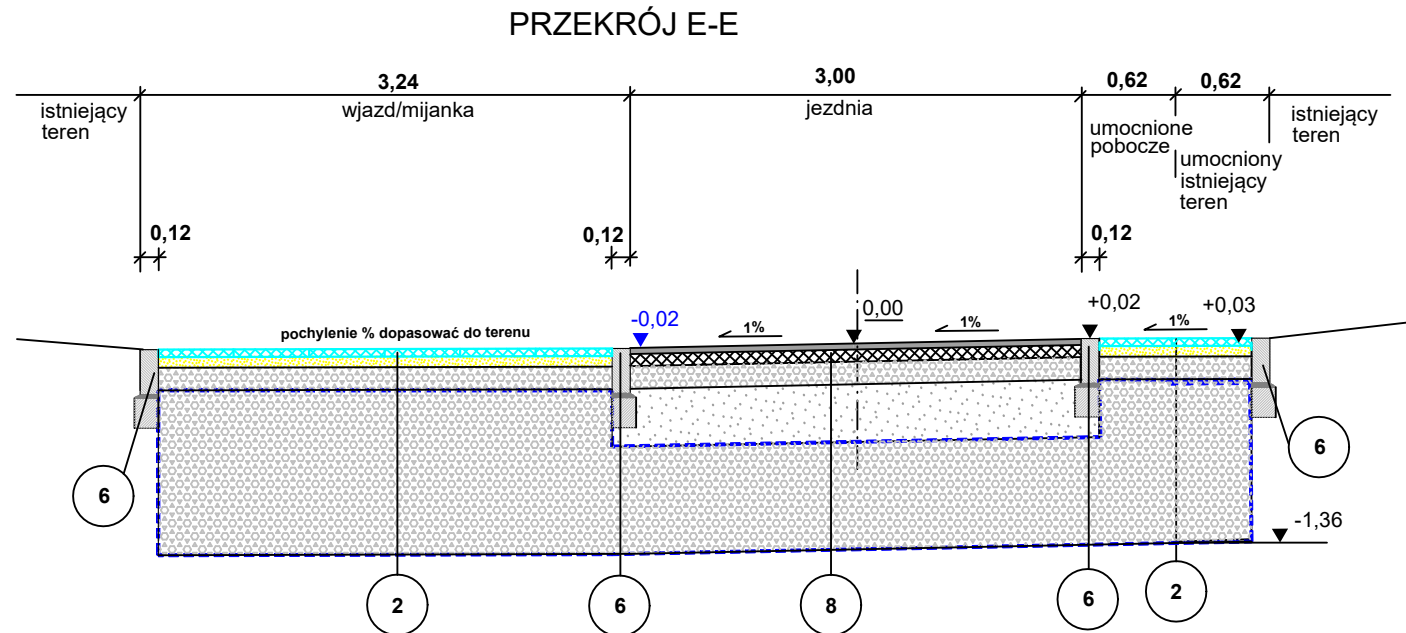 PRZEKRÓJ E-E
3,24
3,00
0,62
0,62
istniejący
teren
wjazd/mijanka
jezdnia
umocnione
pobocze
umocniony
istniejący
teren
istniejący
teren
0,12
0,12
0,12
pochylenie % dopasować do terenu
-0,02
1%
0,00
1%
+0,02
1%
+0,03
6
6
-1,36
2
6
8
6
2